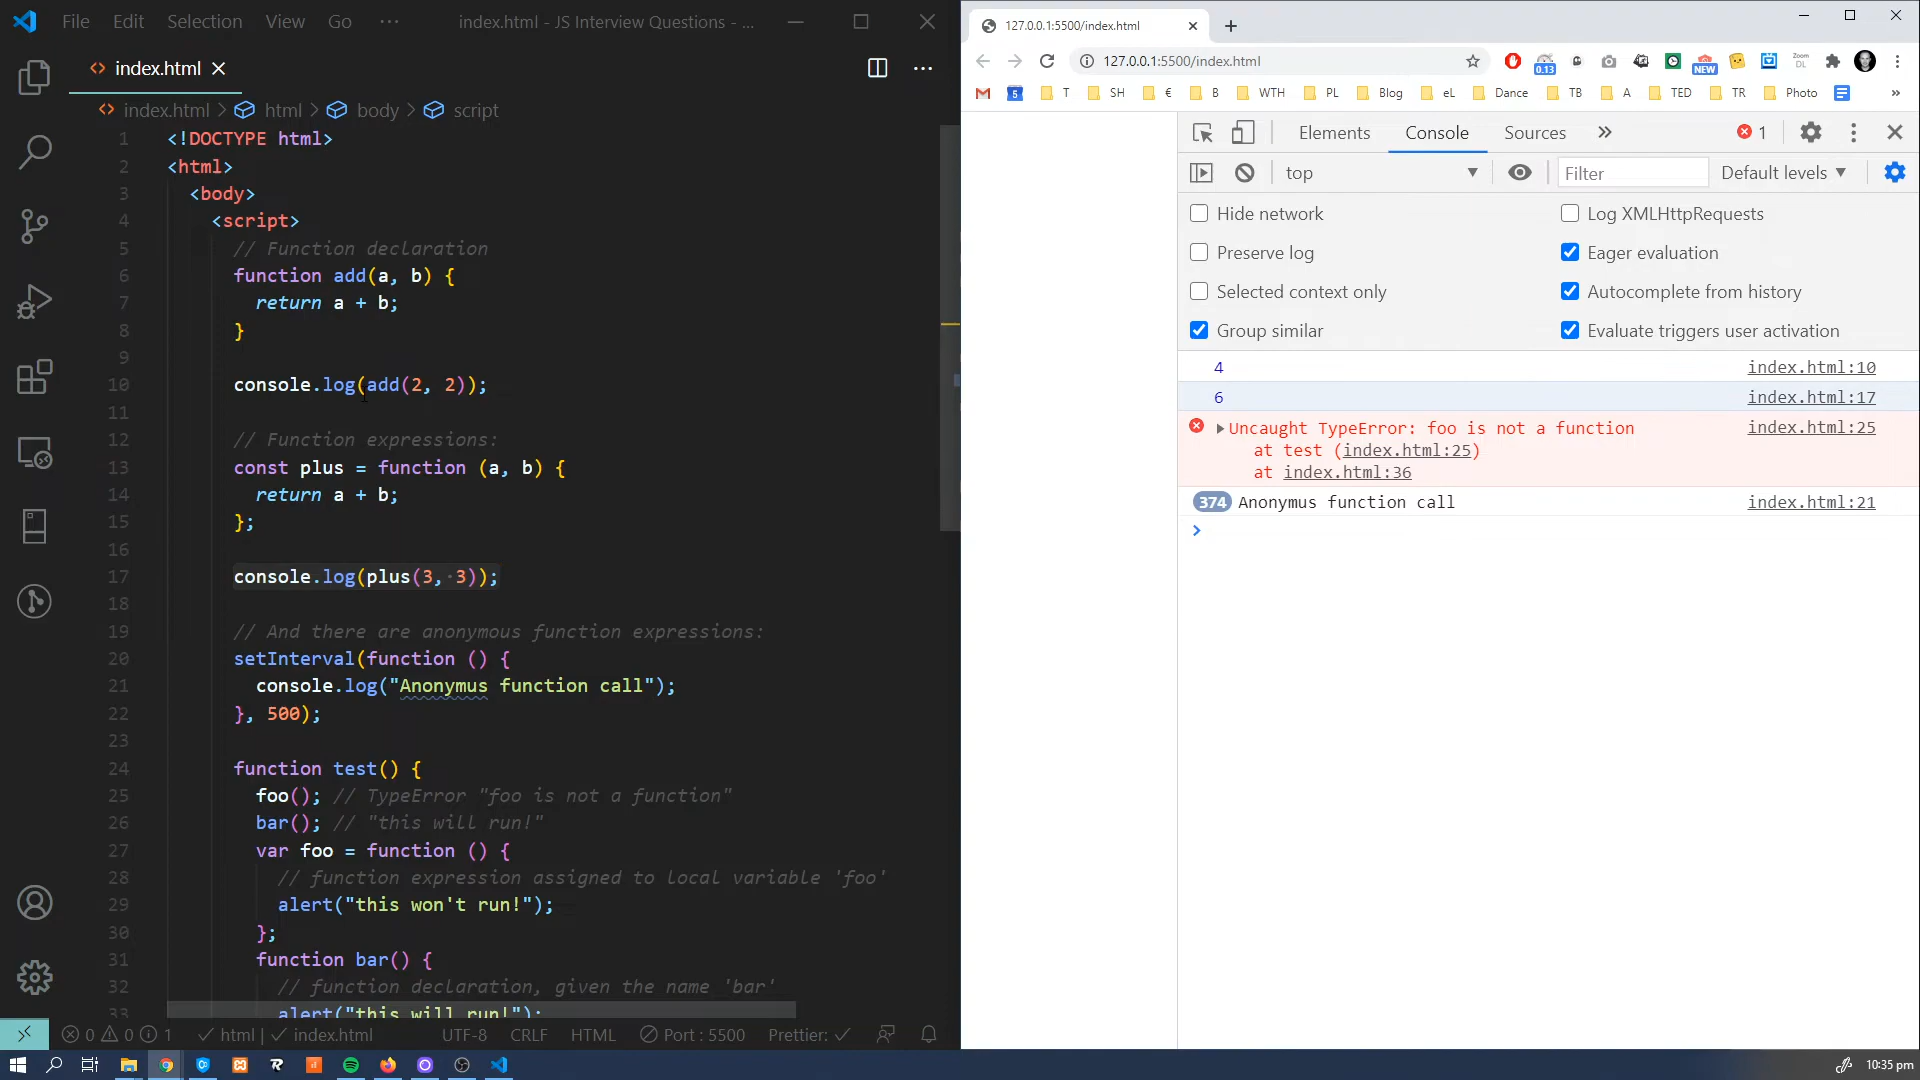 File Edit Selection View Go ··· index.html - JS Interview Questions - ...
index.html
index.html > html > body > script
1 <!DOCTYPE html>
2 <html>
3 <body>
4 <script>
5 // Function declaration
6 function add(a, b) {
7 return a + b;
8 }
9
10 console.log(add(2, 2));
11
12 // Function expressions:
13 const plus = function (a, b) {
14 return a + b;
15 };
16
17 console.log(plus(3, 3));
18
19 // And there are anonymous function expressions:
20 setInterval(function () {
21 console.log("Anonymus function call");
22 }, 500);
23
24 function test() {
25 foo(); // TypeError "foo is not a function"
26 bar(); // "this will run!"
27 var foo = function () {
28 // function expression assigned to local variable 'foo'
29 alert("this won't run!");
30 };
31 function bar() {
32 // function declaration, given the name 'bar'
33 alert("this will run!");
0 0 1 html | index.html UTF-8 CRLF HTML Port : 5500 Prettier:
127.0.0.1:5500/index.html
127.0.0.1:5500/index.html
0.13 NEW Zoom DL
5 T SH € B WTH PL Blog eL Dance TB A TED TR Photo »
Elements Console Sources » 1
top Filter Default levels
Hide network Log XMLHttpRequests
Preserve log Eager evaluation
Selected context only Autocomplete from history
Group similar Evaluate triggers user activation
4 index.html:10
6 index.html:17
Uncaught TypeError: foo is not a function index.html:25
at test (index.html:25)
at index.html:36
374 Anonymus function call index.html:21
>
10:35 pm